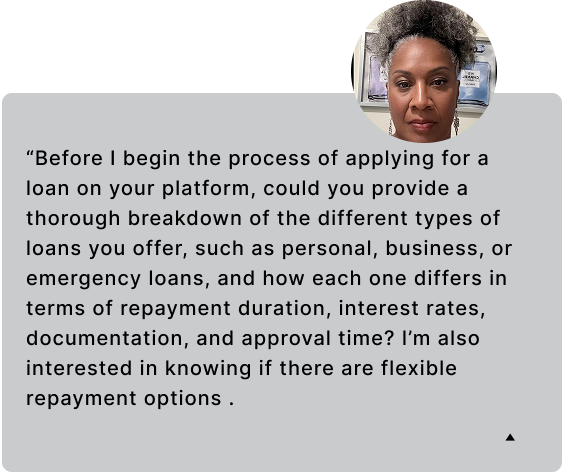 “Before I begin the process of applying for a
loan on your platform, could you provide a
thorough breakdown of the different types of
loans you offer, such as personal, business, or
emergency loans, and how each one differs in
terms of repayment duration, interest rates,
documentation, and approval time? I’m also
interested in knowing if there are flexible
repayment options .